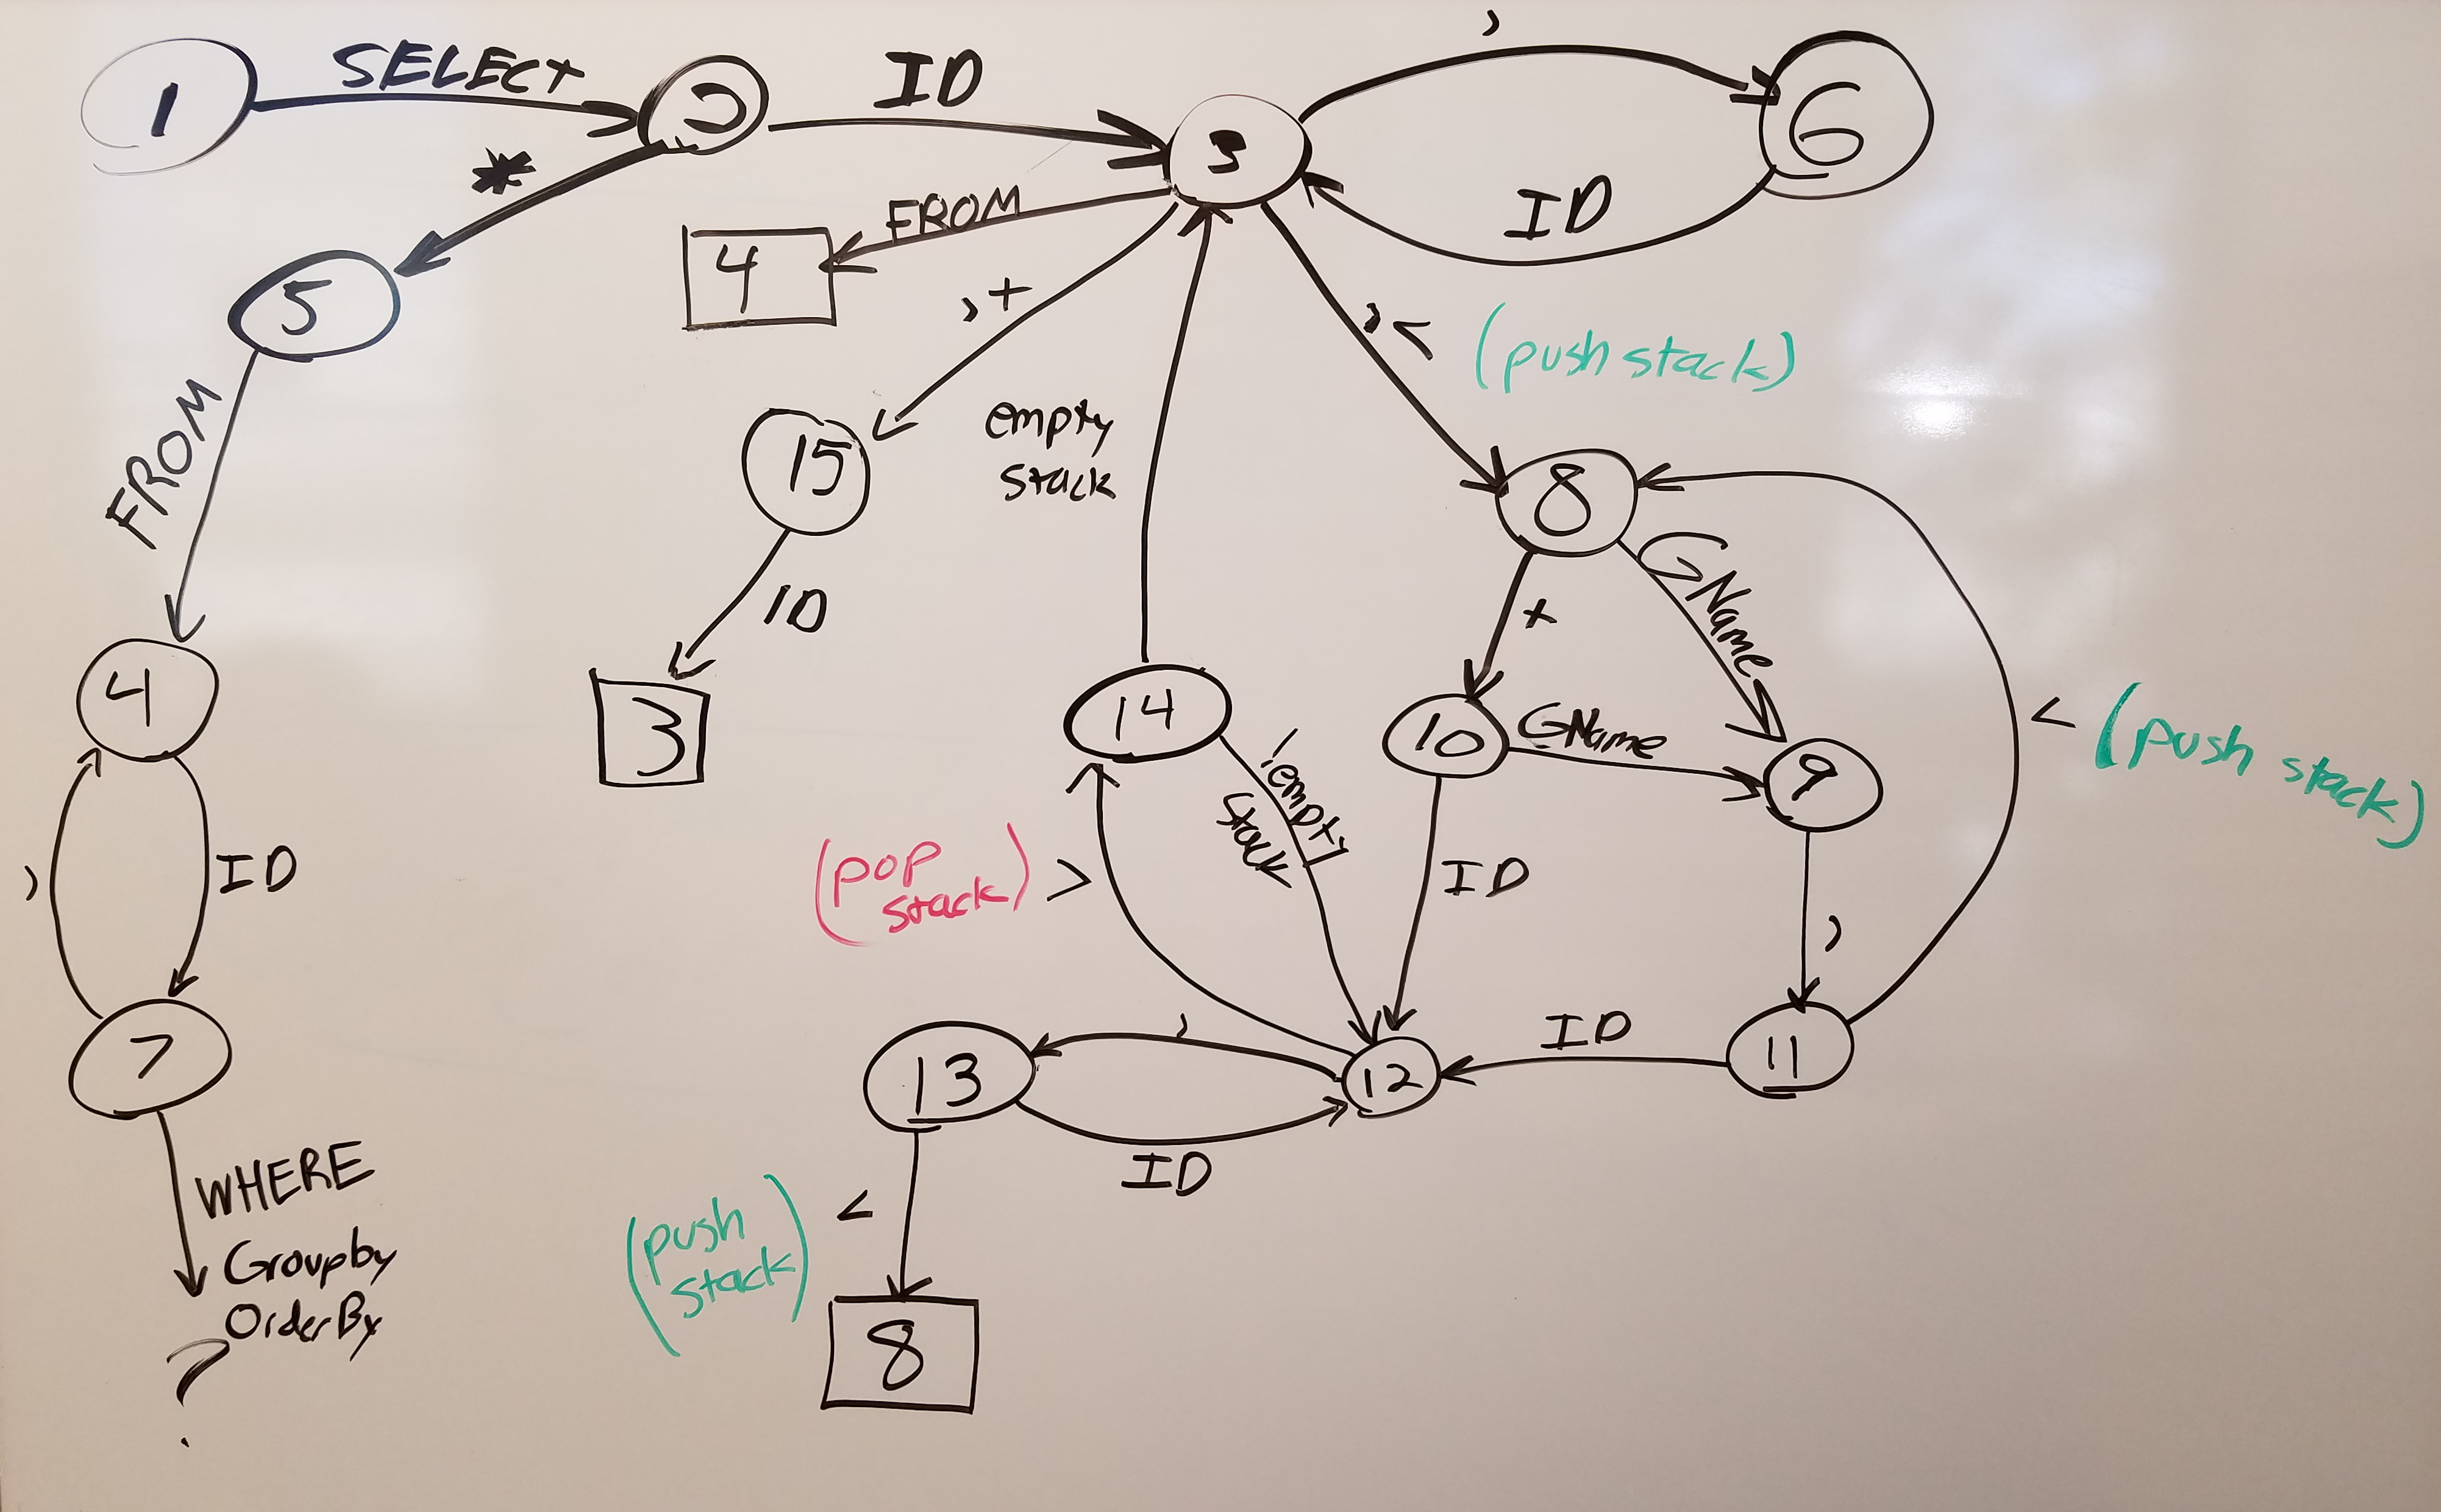 1
SELECT
2
ID
3
,
6
ID
*
5
FROM
4
, +
15
ID
3
empty
stack
, <
(push stack)
8
+
GName
10
GName
9
,
11
<
(push stack)
ID
ID
12
14
!empty
stack
>
(pop
stack)
,
13
ID
<
(push
stack)
8
FROM
4
ID
,
7
WHERE
Groupby
OrderBy
?